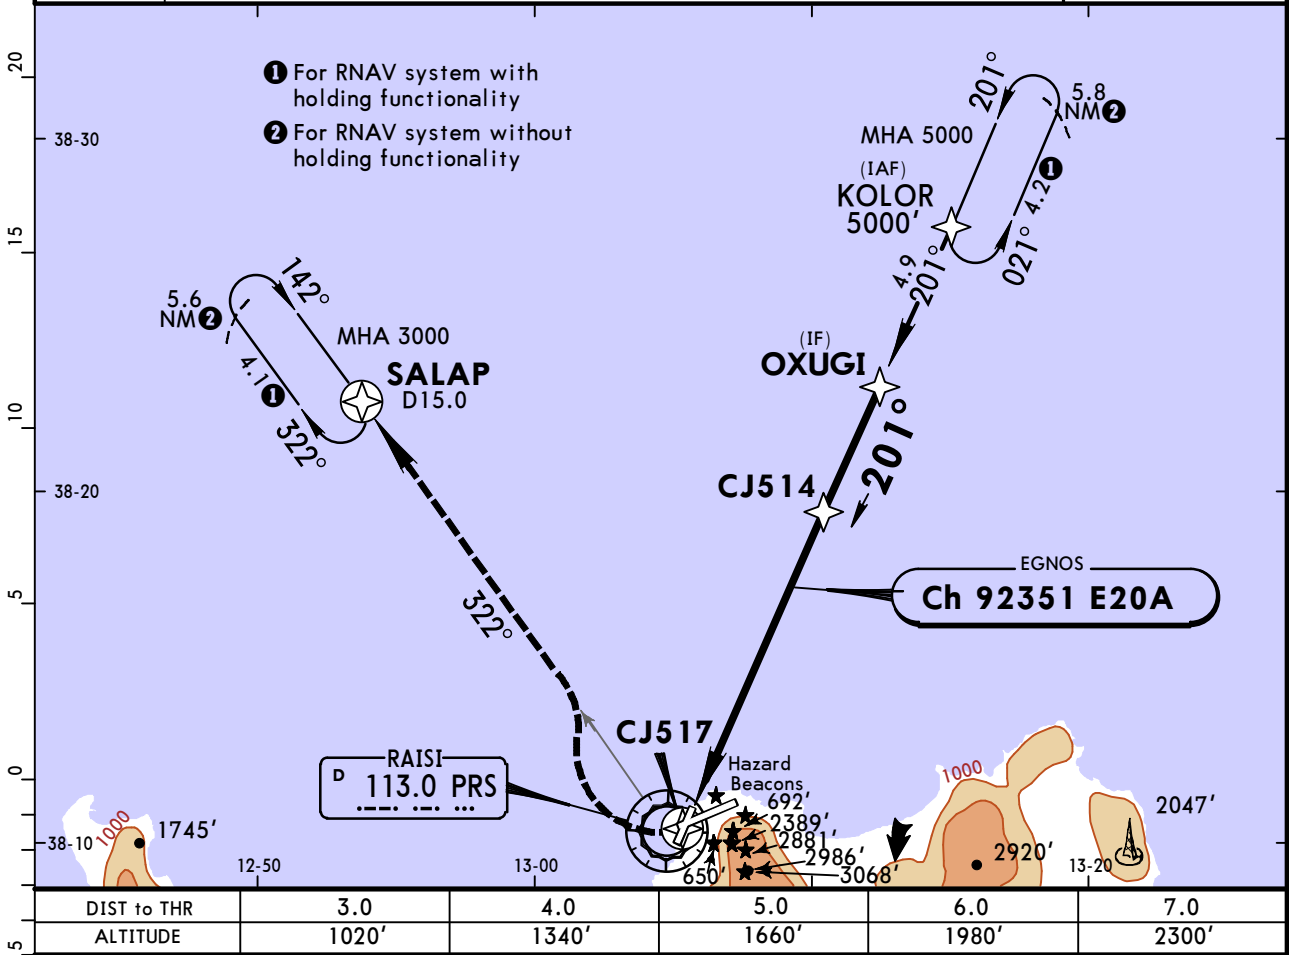 20
15
10
5
0
5
38-30
38-20
38-10
❶ For RNAV system with
holding functionality
❷ For RNAV system without
holding functionality
201°
5.8
NM❷
MHA 5000
(IAF)
KOLOR
5000'
4.2❶
021°
4.9
201°
142°
5.6
NM❷
MHA 3000
SALAP
D15.0
4.1❶
322°
(IF)
OXUGI
201°
CJ514
EGNOS
Ch 92351 E20A
322°
CJ517
RAISI
D 113.0 PRS
Hazard
Beacons
692'
2389'
2881'
2986'
3068'
650'
1000
1745'
1000
2920'
2047'
12-50
13-00
13-20
DIST to THR 3.0 4.0 5.0 6.0 7.0
ALTITUDE 1020' 1340' 1660' 1980' 2300'